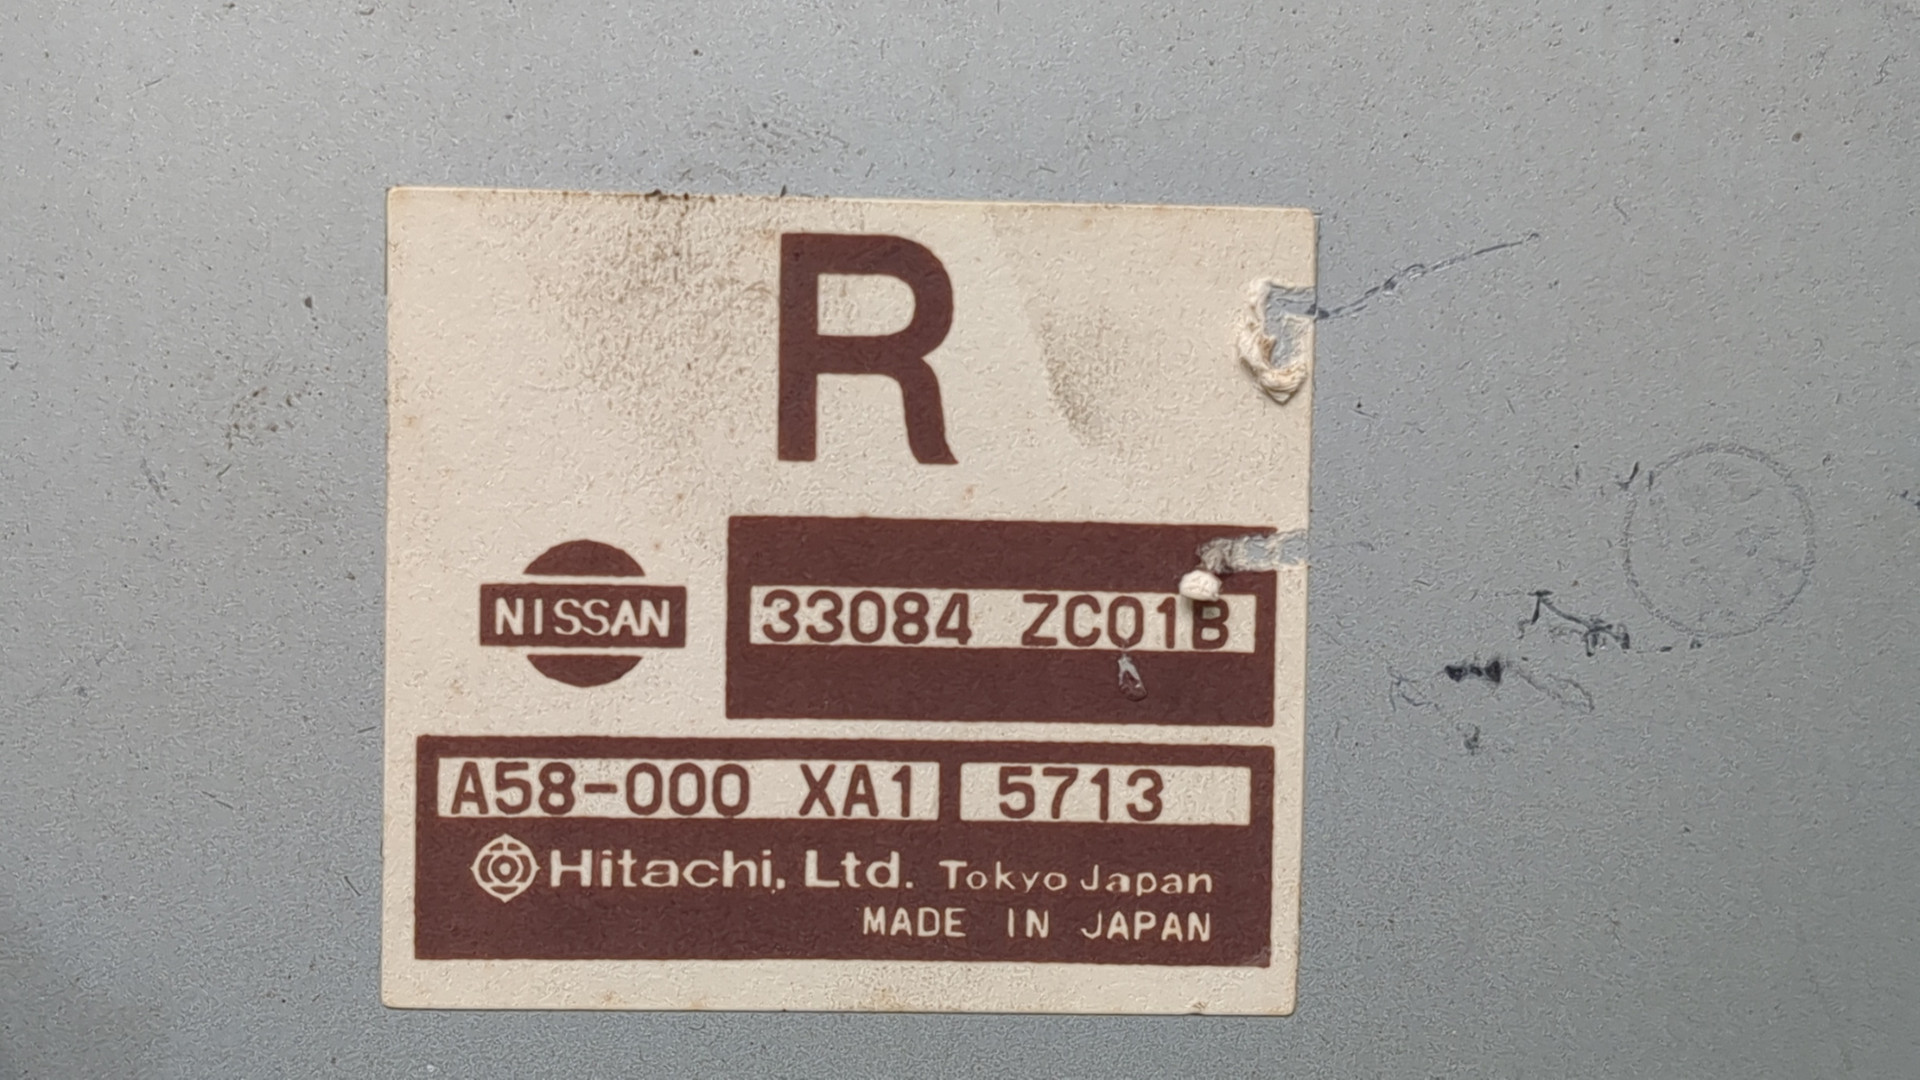 R
NISSAN
33084 ZC01B
A58-000 XA1 5713
Hitachi, Ltd. Tokyo Japan
MADE IN JAPAN